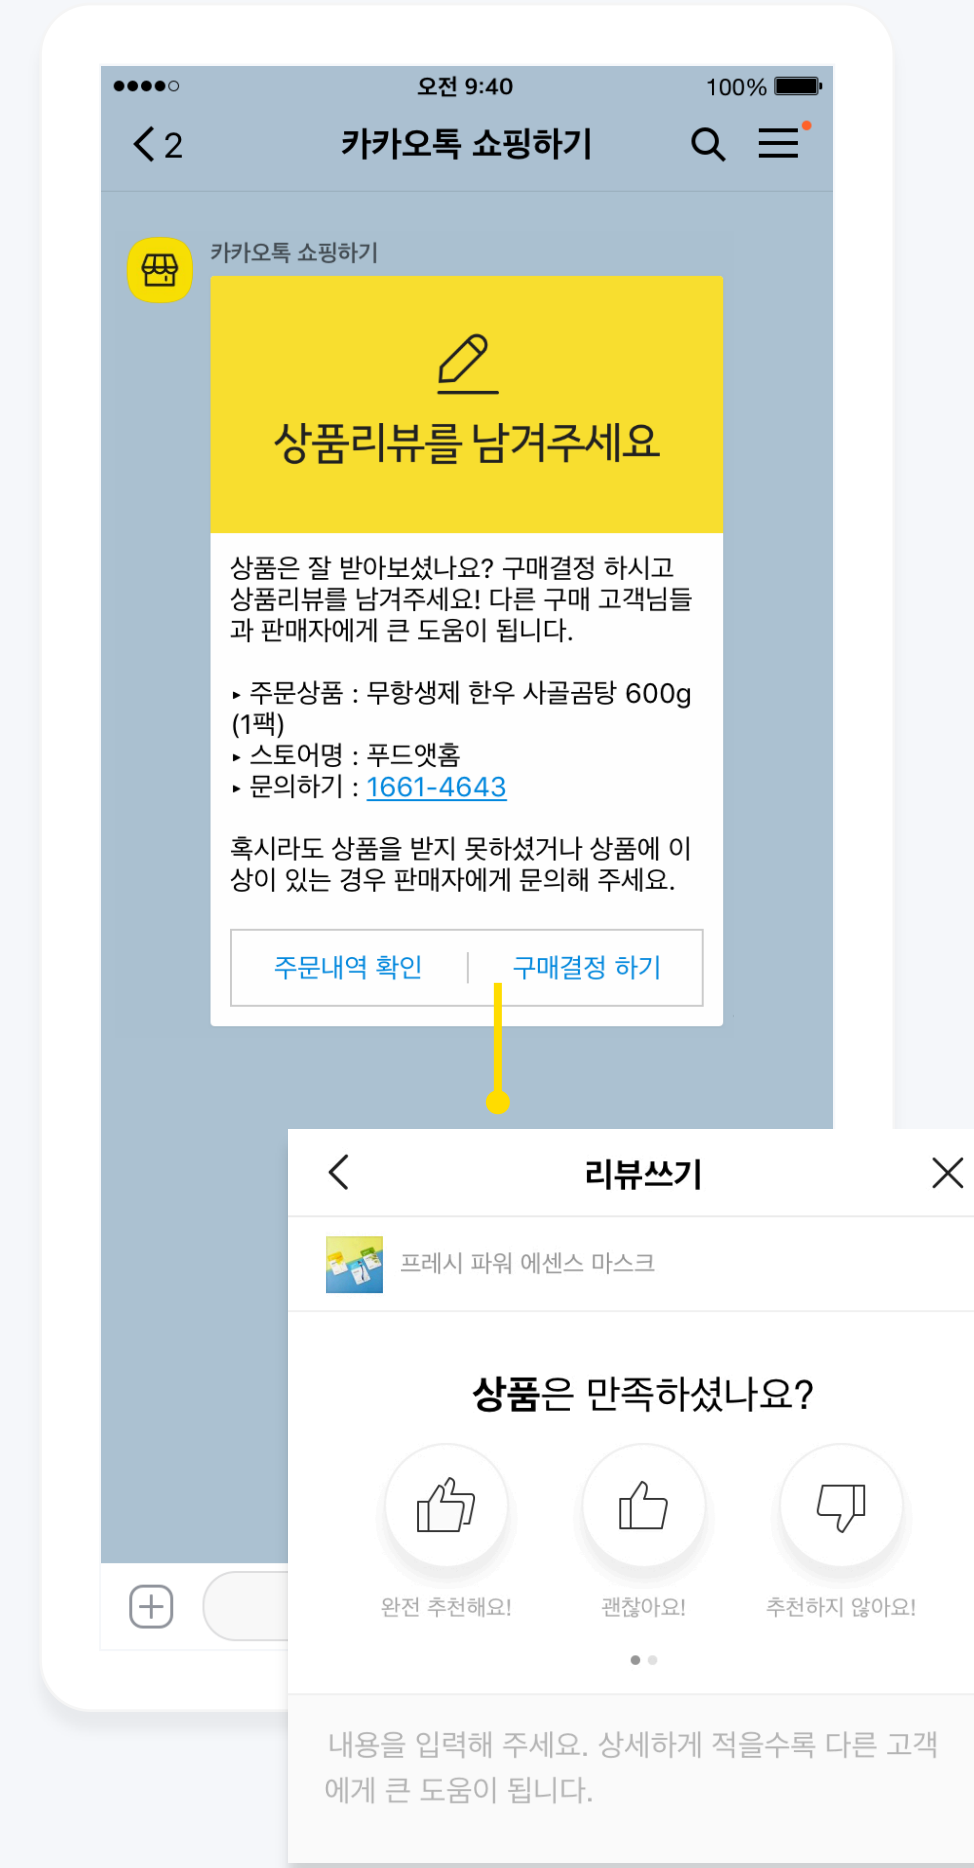 오전 9:40
100%
2
카카오톡 쇼핑하기
카카오톡 쇼핑하기
상품리뷰를 남겨주세요
상품은 잘 받아보셨나요? 구매결정 하시고
상품리뷰를 남겨주세요! 다른 구매 고객님들
과 판매자에게 큰 도움이 됩니다.
▸ 주문상품 : 무항생제 한우 사골곰탕 600g
(1팩)
▸ 스토어명 : 푸드앳홈
▸ 문의하기 : 1661-4643
혹시라도 상품을 받지 못하셨거나 상품에 이
상이 있는 경우 판매자에게 문의해 주세요.
주문내역 확인 | 구매결정 하기
리뷰쓰기
프레시 파워 에센스 마스크
상품은 만족하셨나요?
완전 추천해요!
괜찮아요!
추천하지 않아요!
내용을 입력해 주세요. 상세하게 적을수록 다른 고객
에게 큰 도움이 됩니다.